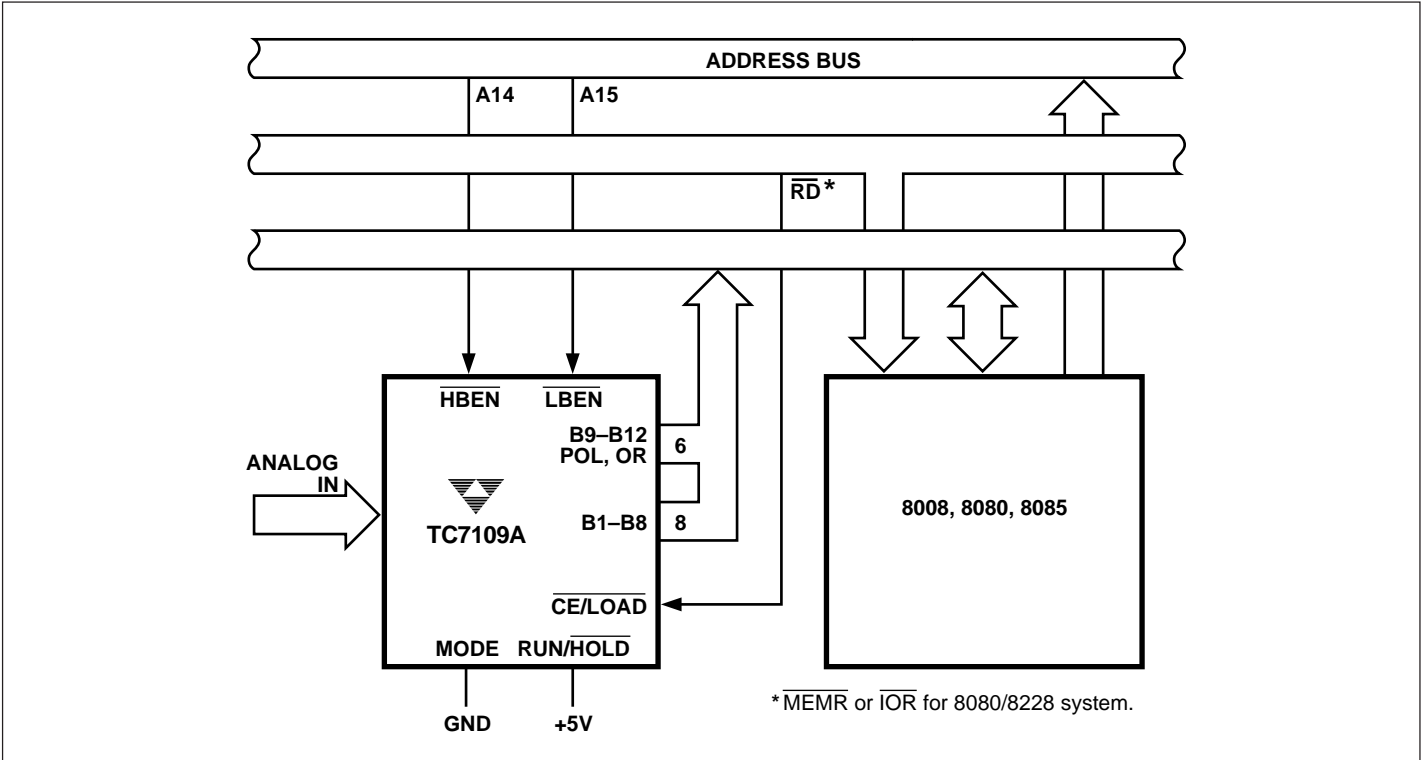 ADDRESS BUS
A14 A15
RD*
HBEN LBEN
B9–B12
POL, OR
6
ANALOG
IN
TC7109A
B1–B8
8
8008, 8080, 8085
CE/LOAD
MODE RUN/HOLD
GND +5V
*MEMR or IOR for 8080/8228 system.